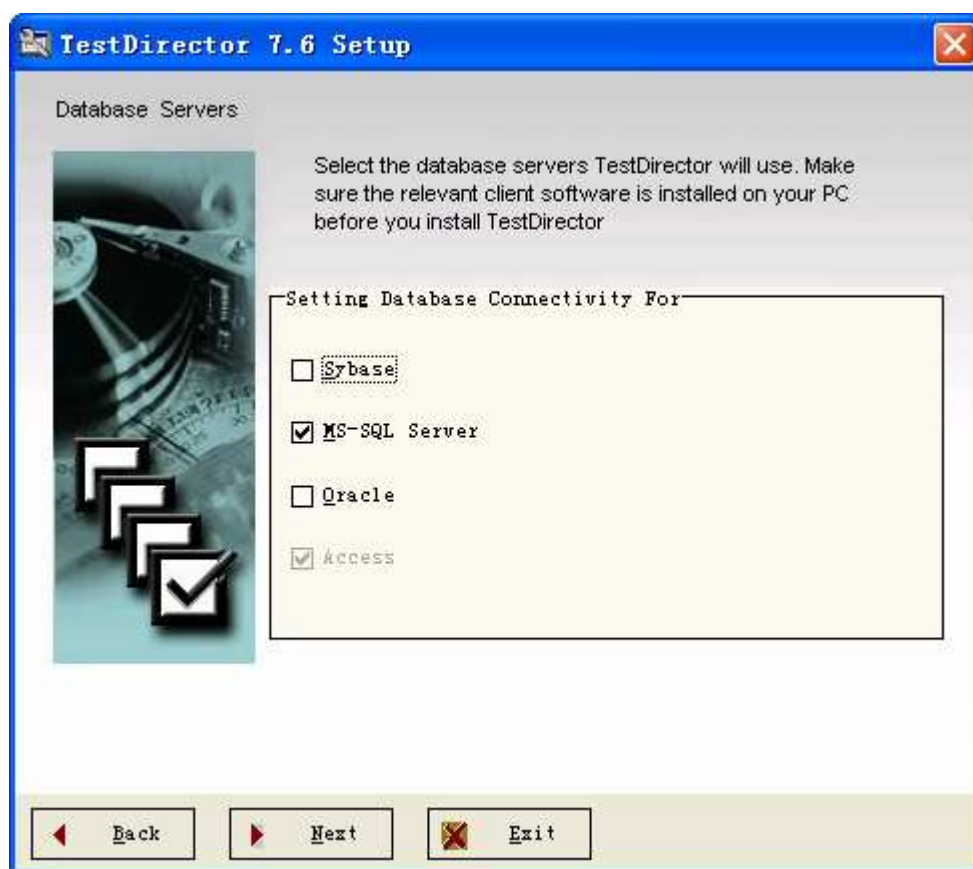 TestDirector 7.6 Setup
Database Servers
Select the database servers TestDirector will use. Make
sure the relevant client software is installed on your PC
before you install TestDirector
Setting Database Connectivity For
Sybase
MS-SQL Server
Oracle
Access
Back
Next
Exit